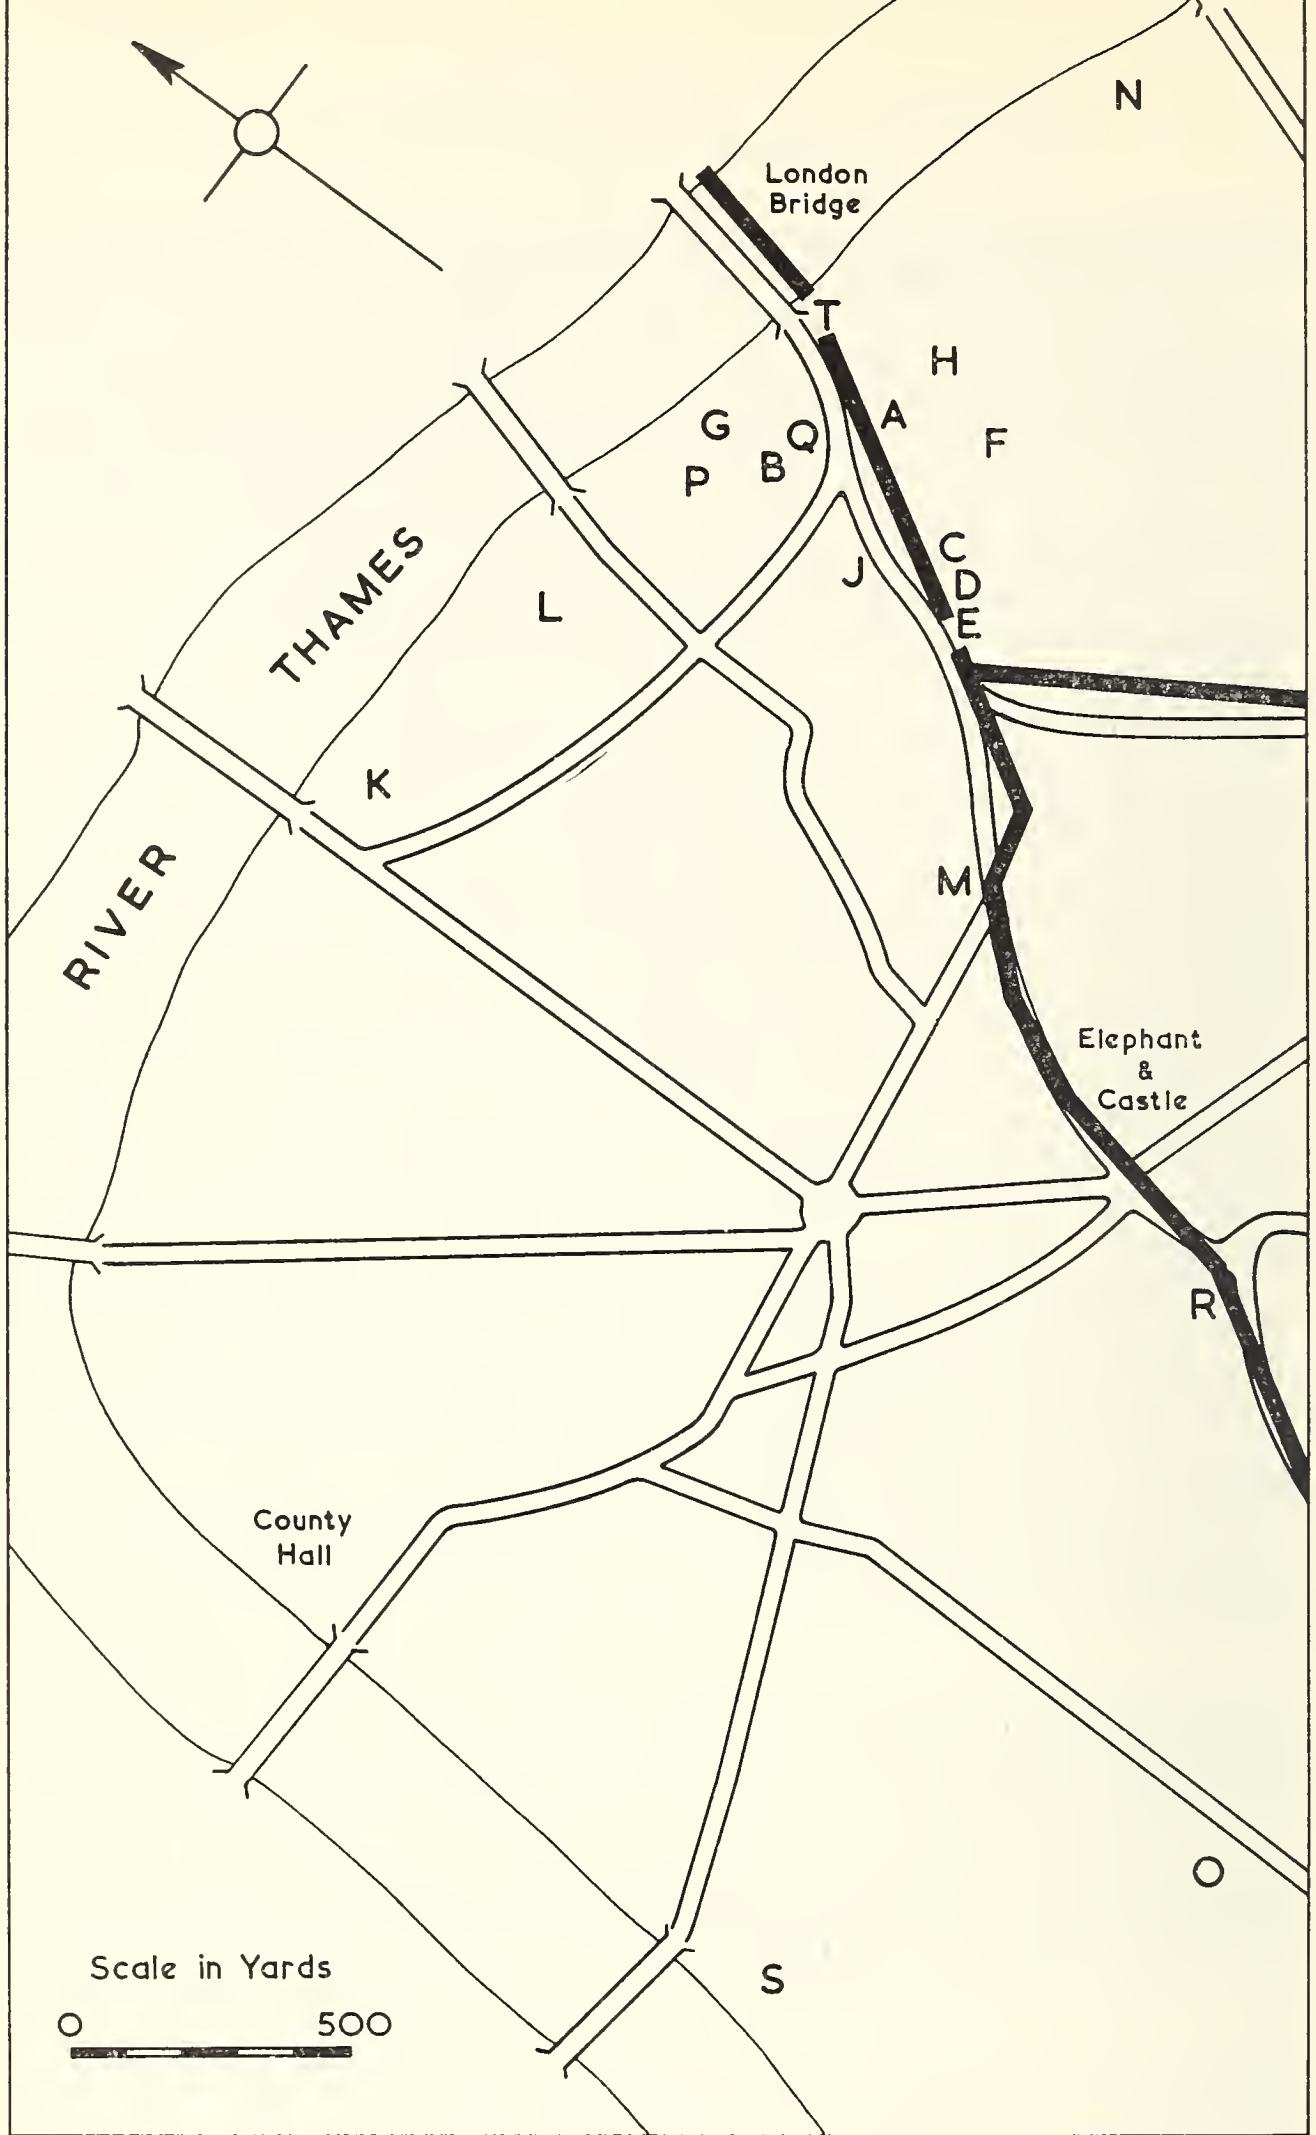 N
London
Bridge
T
H
A
G
Q
F
B
P
C
J
D
E
L
THAMES
K
M
RIVER
Elephant
&
Castle
R
County
Hall
O
Scale in Yards
S
0 500